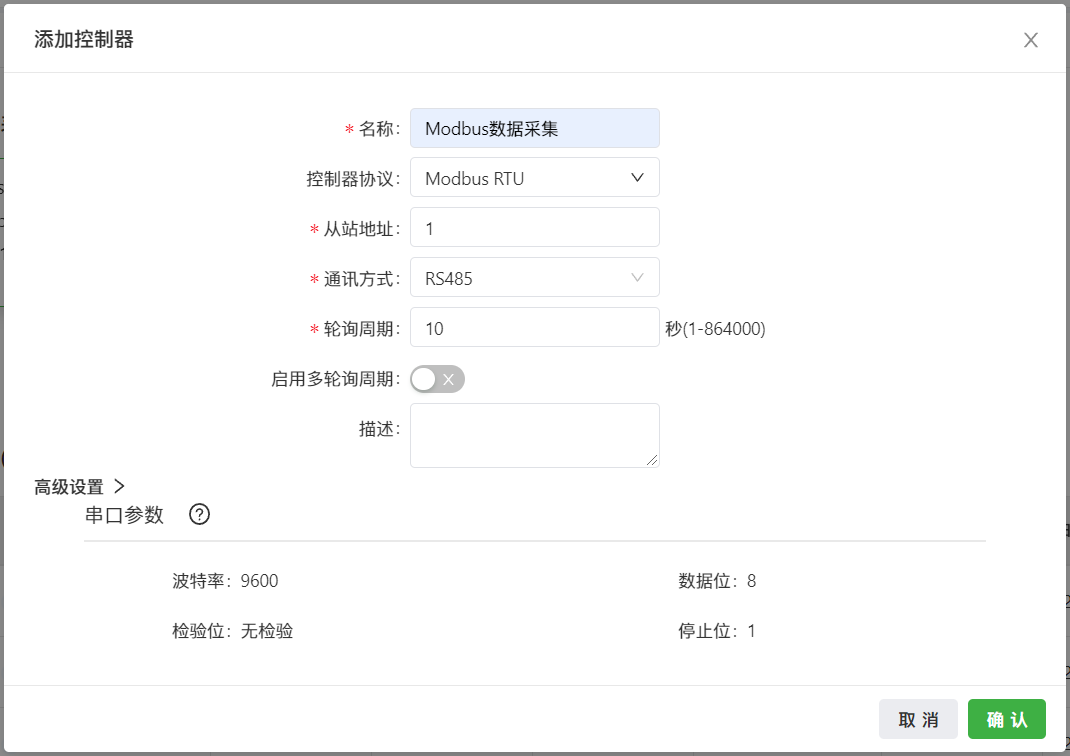 添加控制器
* 名称: Modbus数据采集
控制器协议: Modbus RTU
* 从站地址: 1
* 通讯方式: RS485
* 轮询周期: 10 秒(1-864000)
启用多轮询周期:
描述:
高级设置
串口参数
波特率: 9600 数据位: 8
检验位: 无检验 停止位: 1
取 消 确 认